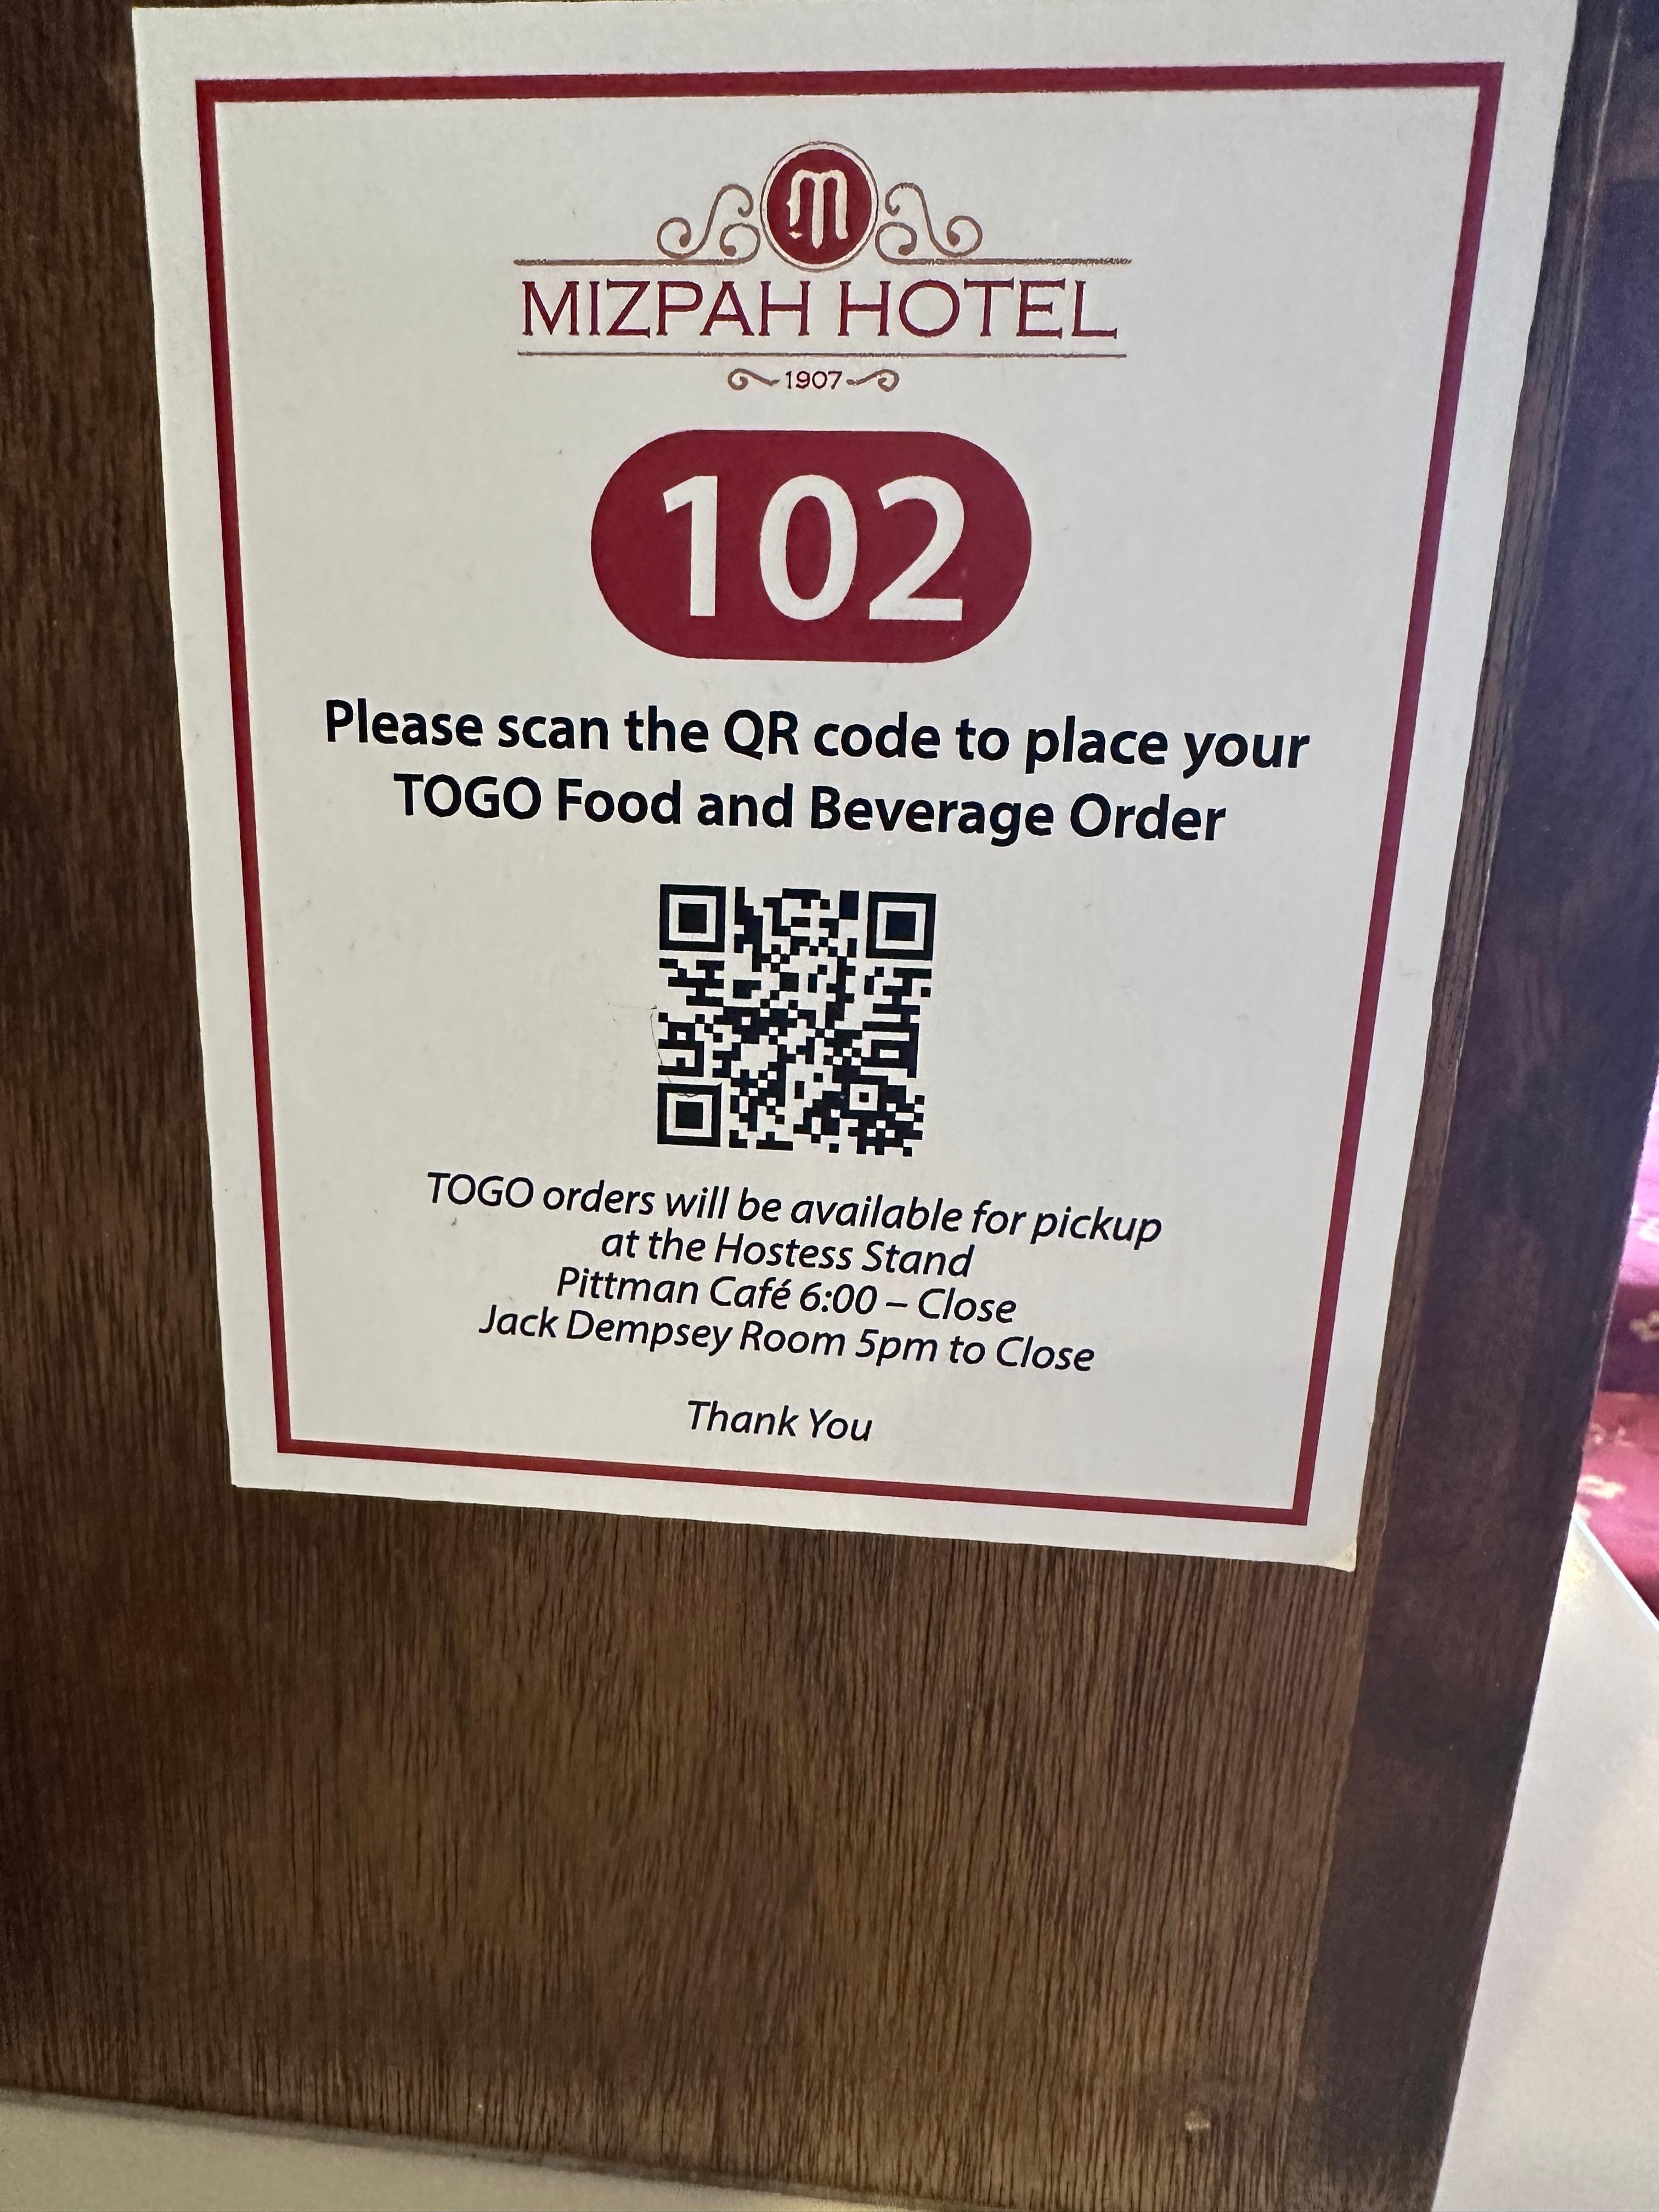 M
MIZPAH HOTEL
1907
102
Please scan the QR code to place your
TOGO Food and Beverage Order
TOGO orders will be available for pickup
at the Hostess Stand
Pittman Café 6:00 – Close
Jack Dempsey Room 5pm to Close
Thank You